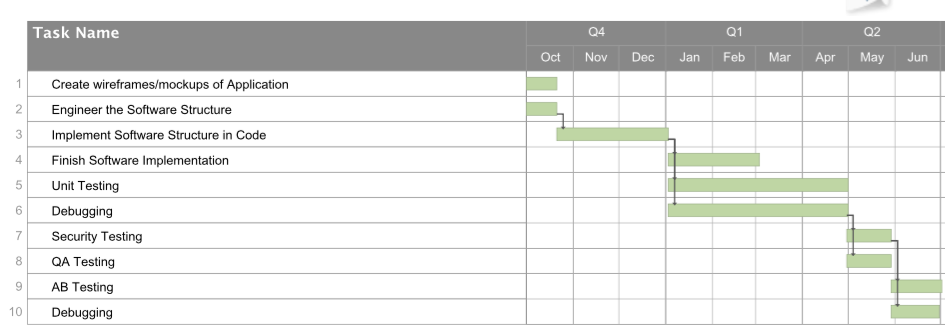 Task Name
Q4 Q1 Q2
Oct Nov Dec Jan Feb Mar Apr May Jun
1 Create wireframes/mockups of Application
2 Engineer the Software Structure
3 Implement Software Structure in Code
4 Finish Software Implementation
5 Unit Testing
6 Debugging
7 Security Testing
8 QA Testing
9 AB Testing
10 Debugging